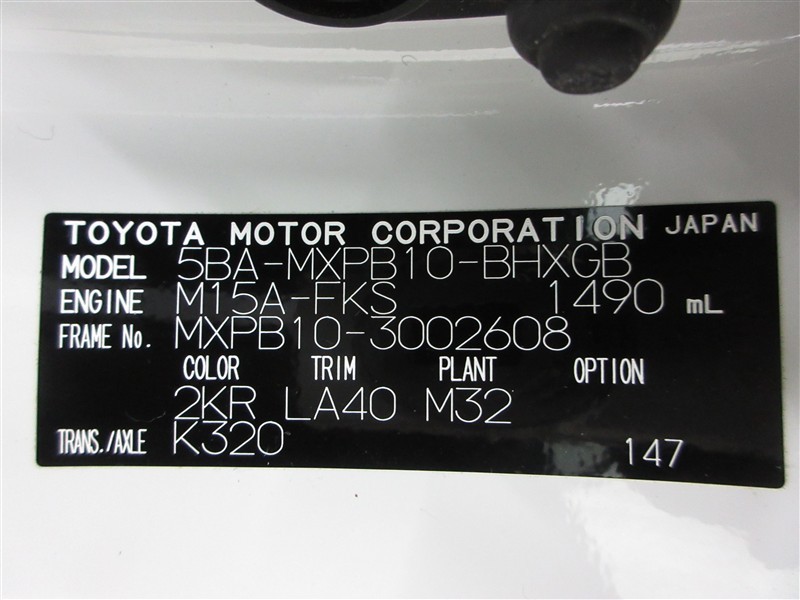 TOYOTA MOTOR CORPORATION JAPAN
MODEL 5BA-MXPB10-BHXGB
ENGINE M15A-FKS 1490 mL
FRAME No. MXPB10-3002608
COLOR TRIM PLANT OPTION
2KR LA40 M32
TRANS./AXLE K320 147